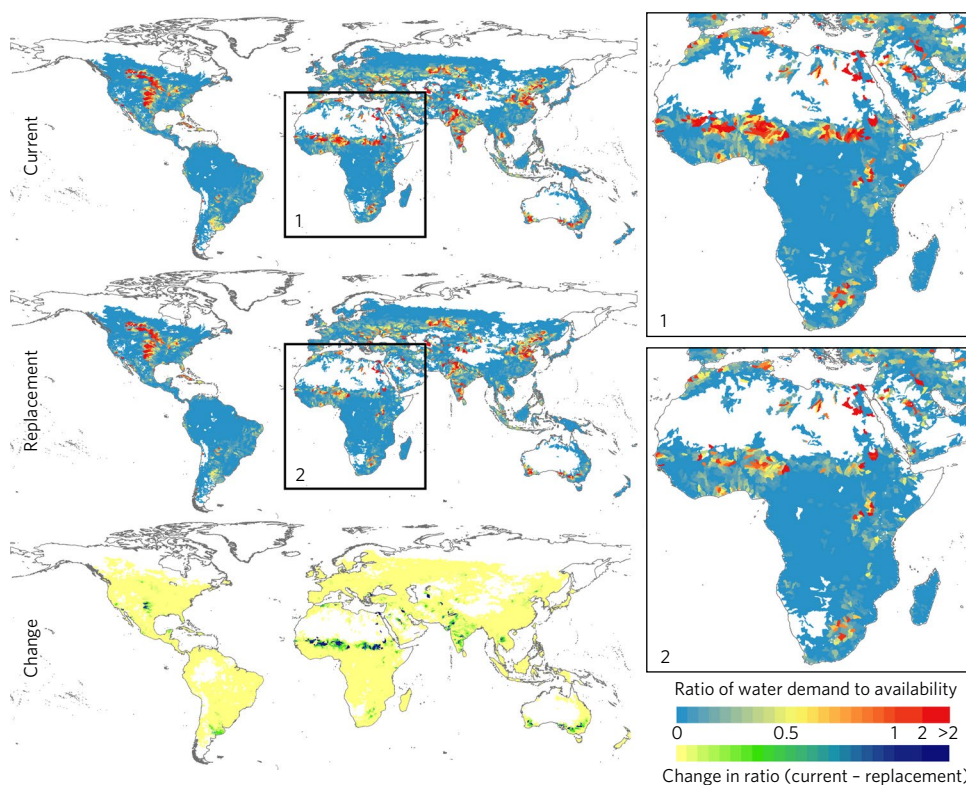 Current
1
1
Replacement
2
2
Change
Ratio of water demand to availability
0 0.5 1 2 >2
Change in ratio (current – replacement)